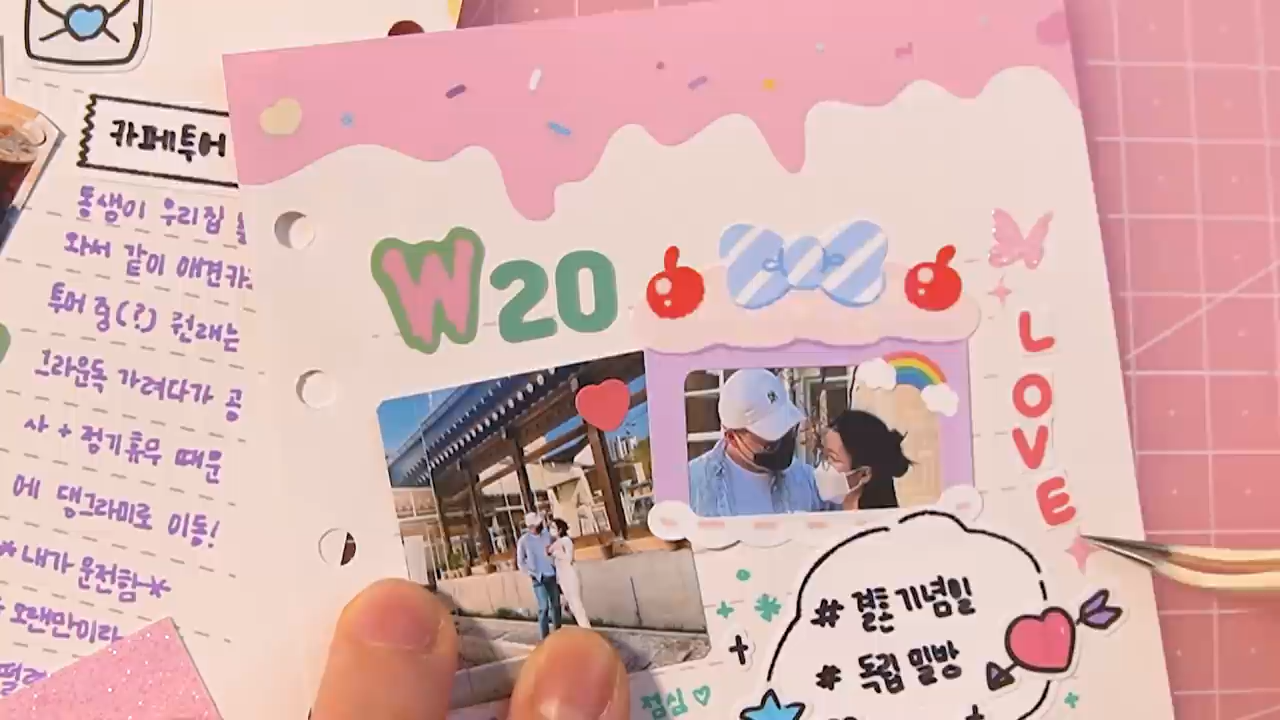 카페투어
동생이 우리집
와서 같이 애견카페
투어 중(?) 원래는
그라운독 가려다가 공
사 + 정기휴무 때문
에 댕그라미로 이동!
*내가 운전함*
오랜만이라
W20
LOVE
# 결혼기념일
# 독립 밀방
점심♡